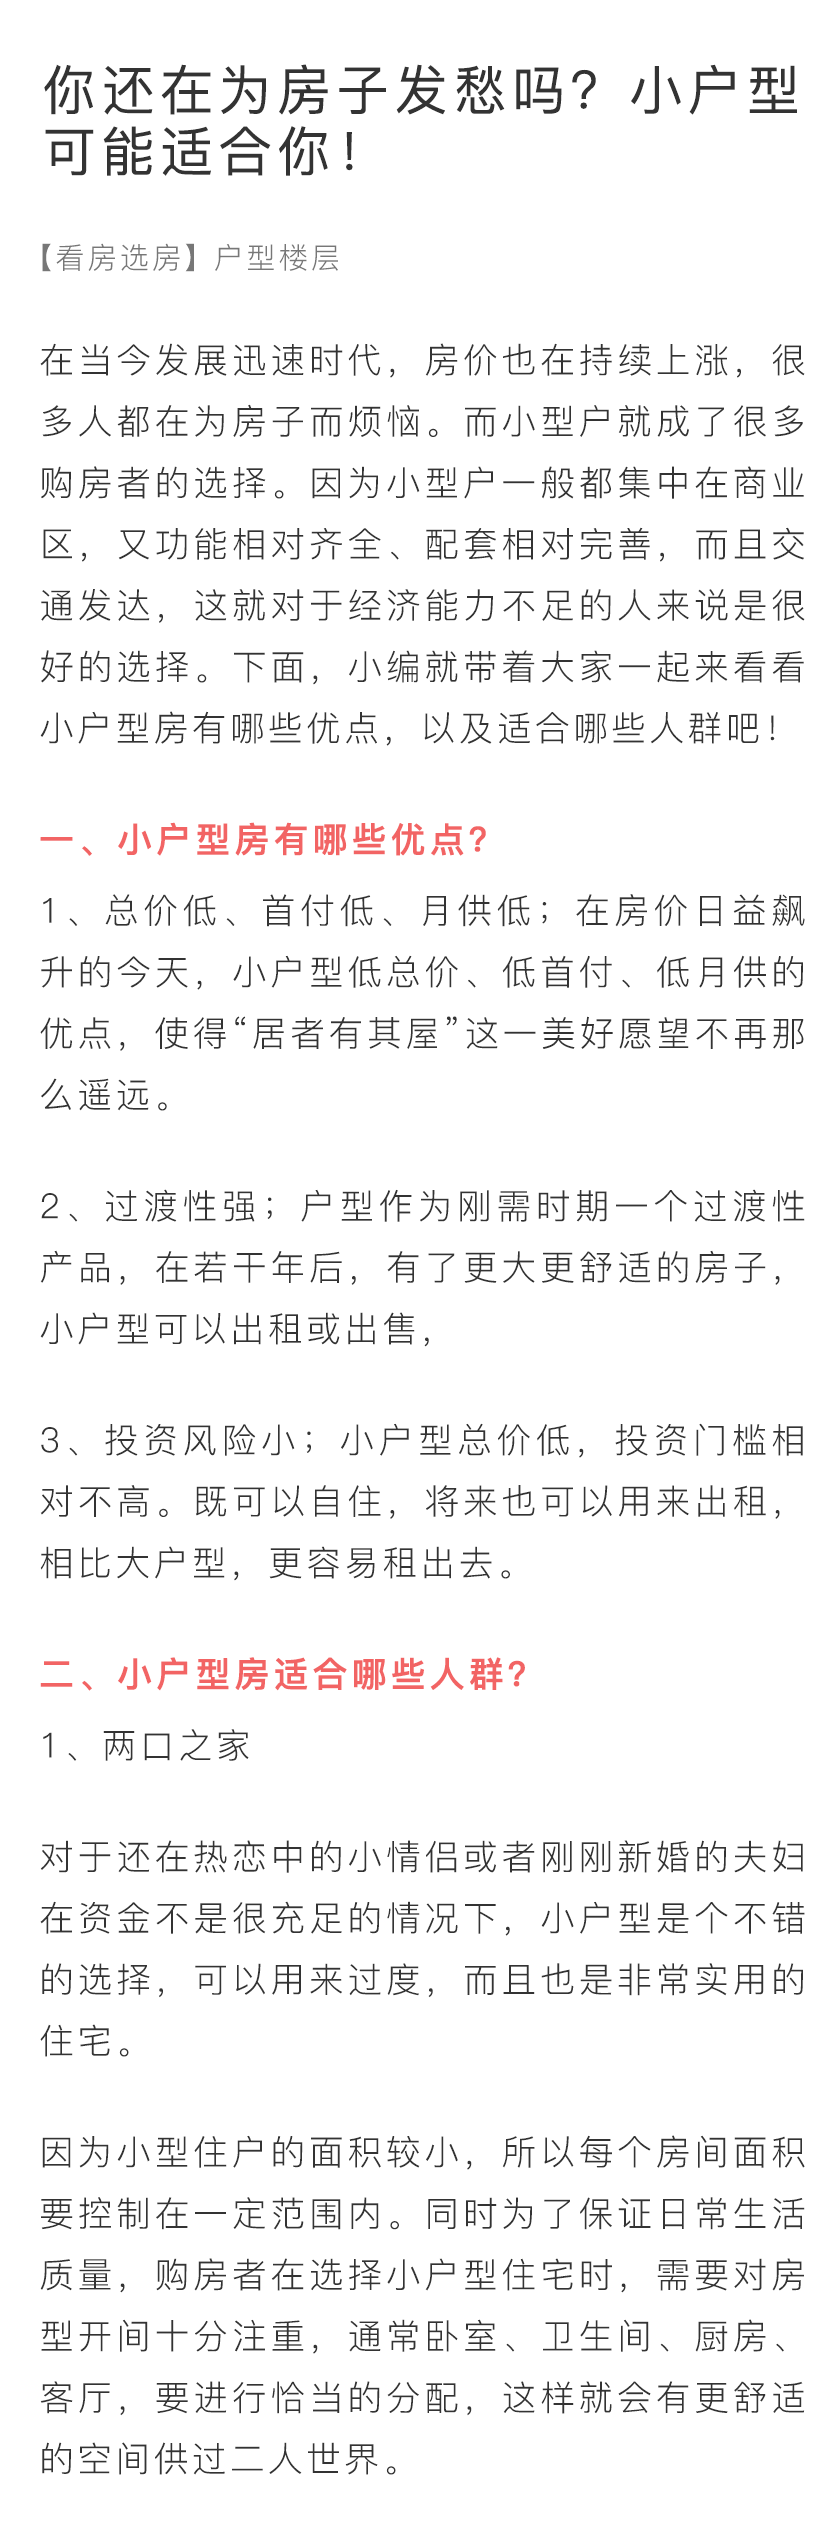 你还在为房子发愁吗？小户型
可能适合你！
【看房选房】户型楼层
在当今发展迅速时代，房价也在持续上涨，很
多人都在为房子而烦恼。而小型户就成了很多
购房者的选择。因为小型户一般都集中在商业
区，又功能相对齐全、配套相对完善，而且交
通发达，这就对于经济能力不足的人来说是很
好的选择。下面，小编就带着大家一起来看看
小户型房有哪些优点，以及适合哪些人群吧！
一、小户型房有哪些优点？
1、总价低、首付低、月供低；在房价日益飙
升的今天，小户型低总价、低首付、低月供的
优点，使得“居者有其屋”这一美好愿望不再那
么遥远。
2、过渡性强；户型作为刚需时期一个过渡性
产品，在若干年后，有了更大更舒适的房子，
小户型可以出租或出售，
3、投资风险小；小户型总价低，投资门槛相
对不高。既可以自住，将来也可以用来出租，
相比大户型，更容易租出去。
二、小户型房适合哪些人群？
1、两口之家
对于还在热恋中的小情侣或者刚刚新婚的夫妇
在资金不是很充足的情况下，小户型是个不错
的选择，可以用来过度，而且也是非常实用的
住宅。
因为小型住户的面积较小，所以每个房间面积
要控制在一定范围内。同时为了保证日常生活
质量，购房者在选择小户型住宅时，需要对房
型开间十分注重，通常卧室、卫生间、厨房、
客厅，要进行恰当的分配，这样就会有更舒适
的空间供过二人世界。